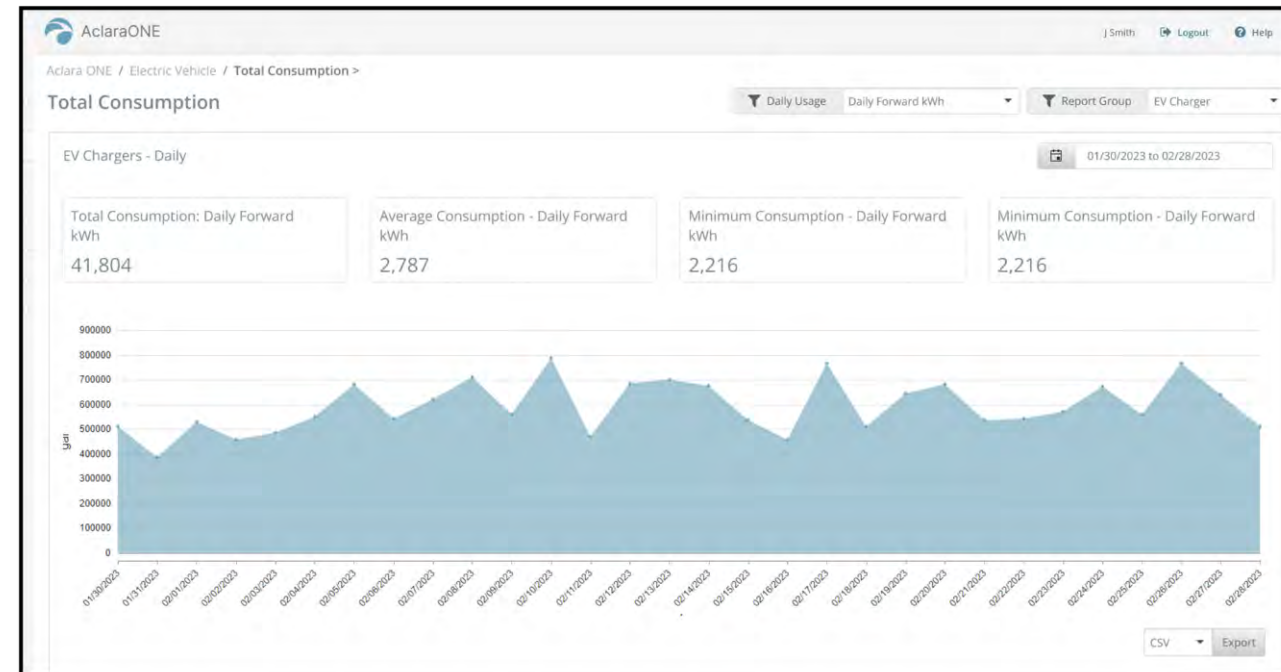 AclaraONE
J Smith Logout Help
Aclara ONE / Electric Vehicle / Total Consumption >
Total Consumption
Daily Usage Daily Forward kWh
Report Group EV Charger
EV Chargers - Daily
01/30/2023 to 02/28/2023
Total Consumption: Daily Forward
kWh
41,804
Average Consumption - Daily Forward
kWh
2,787
Minimum Consumption - Daily Forward
kWh
2,216
Minimum Consumption - Daily Forward
kWh
2,216
900000
800000
700000
600000
500000
400000
300000
200000
100000
0
gal
01/30/2023
01/31/2023
02/01/2023
02/02/2023
02/03/2023
02/04/2023
02/05/2023
02/06/2023
02/07/2023
02/08/2023
02/09/2023
02/10/2023
02/11/2023
02/12/2023
02/13/2023
02/14/2023
02/15/2023
02/16/2023
02/17/2023
02/18/2023
02/19/2023
02/20/2023
02/21/2023
02/22/2023
02/23/2023
02/24/2023
02/25/2023
02/26/2023
02/27/2023
02/28/2023
CSV Export